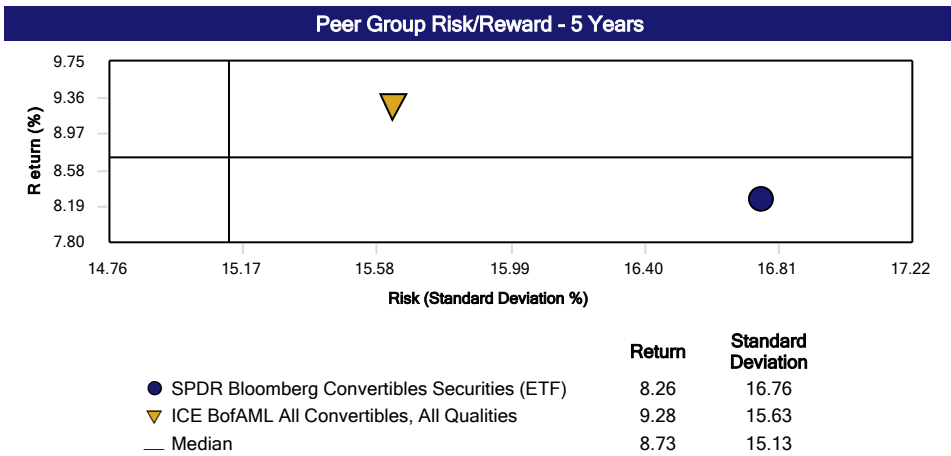 Peer Group Risk/Reward - 5 Years
9.75
9.36
8.97
8.58
8.19
7.80
R eturn (%)
14.76 15.17 15.58 15.99 16.40 16.81 17.22
Risk (Standard Deviation %)
Return Standard Deviation
SPDR Bloomberg Convertibles Securities (ETF) 8.26 16.76
ICE BofAML All Convertibles, All Qualities 9.28 15.63
Median 8.73 15.13